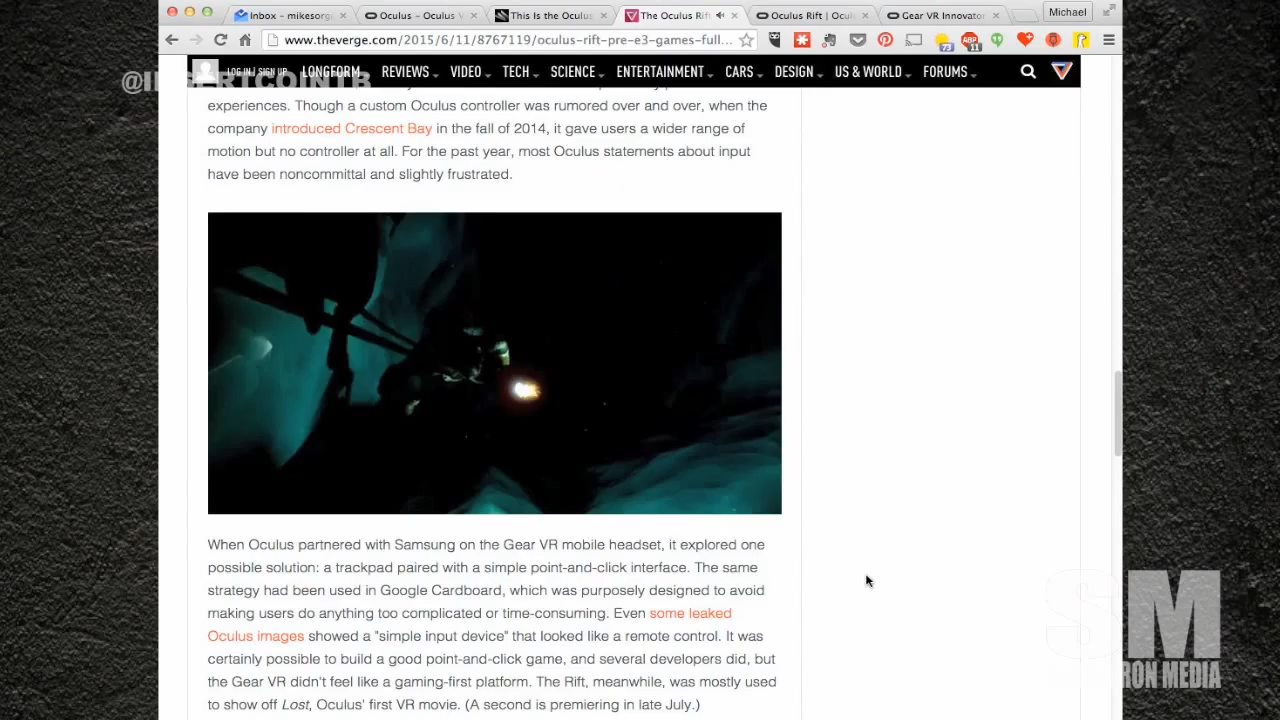 Inbox – mikesorg
Oculus – Oculus V
This Is the Oculus
The Oculus Rift
Oculus Rift | Ocul
Gear VR Innovator
Michael
www.theverge.com/2015/6/11/8767119/oculus-rift-pre-e3-games-full...
73
ABP
11
LOG IN | SIGN UP
LONGFORM
REVIEWS
VIDEO
TECH
SCIENCE
ENTERTAINMENT
CARS
DESIGN
US & WORLD
FORUMS
experiences. Though a custom Oculus controller was rumored over and over, when the
company introduced Crescent Bay in the fall of 2014, it gave users a wider range of
motion but no controller at all. For the past year, most Oculus statements about input
have been noncommittal and slightly frustrated.
When Oculus partnered with Samsung on the Gear VR mobile headset, it explored one
possible solution: a trackpad paired with a simple point-and-click interface. The same
strategy had been used in Google Cardboard, which was purposely designed to avoid
making users do anything too complicated or time-consuming. Even some leaked
Oculus images showed a "simple input device" that looked like a remote control. It was
certainly possible to build a good point-and-click game, and several developers did, but
the Gear VR didn't feel like a gaming-first platform. The Rift, meanwhile, was mostly used
to show off Lost, Oculus' first VR movie. (A second is premiering in late July.)
SM
RON MEDIA